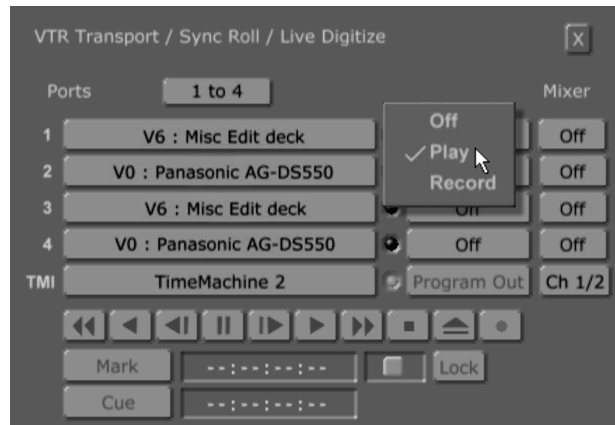 VTR Transport / Sync Roll / Live Digitize X
Ports 1 to 4 Mixer
Off
Play
Record
1 V6 : Misc Edit deck Off
2 V0 : Panasonic AG-DS550 Off
3 V6 : Misc Edit deck Off Off
4 V0 : Panasonic AG-DS550 Off Off
TMI TimeMachine 2 Program Out Ch 1/2
Mark --:--:--:-- Lock
Cue --:--:--:--